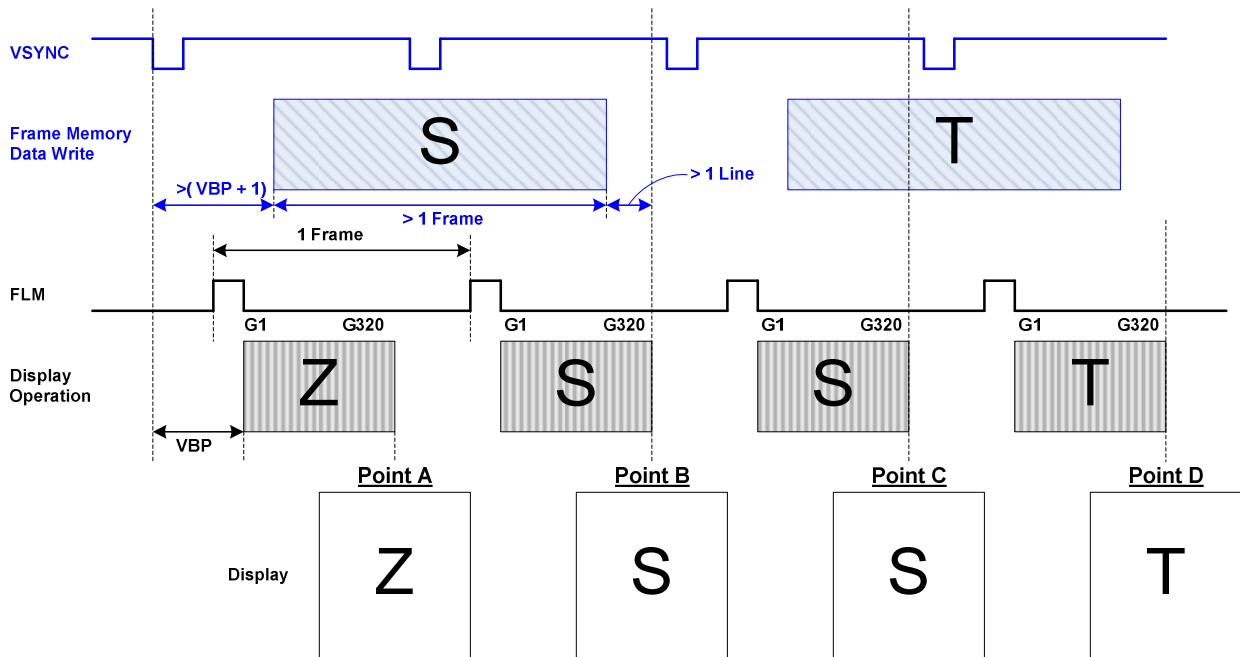 VSYNC
Frame Memory
Data Write
S
T
>( VBP + 1)
> 1 Frame
> 1 Line
1 Frame
FLM
G1 G320 G1 G320 G1 G320 G1 G320
Display
Operation
Z S S T
VBP
Point A Point B Point C Point D
Display
Z S S T